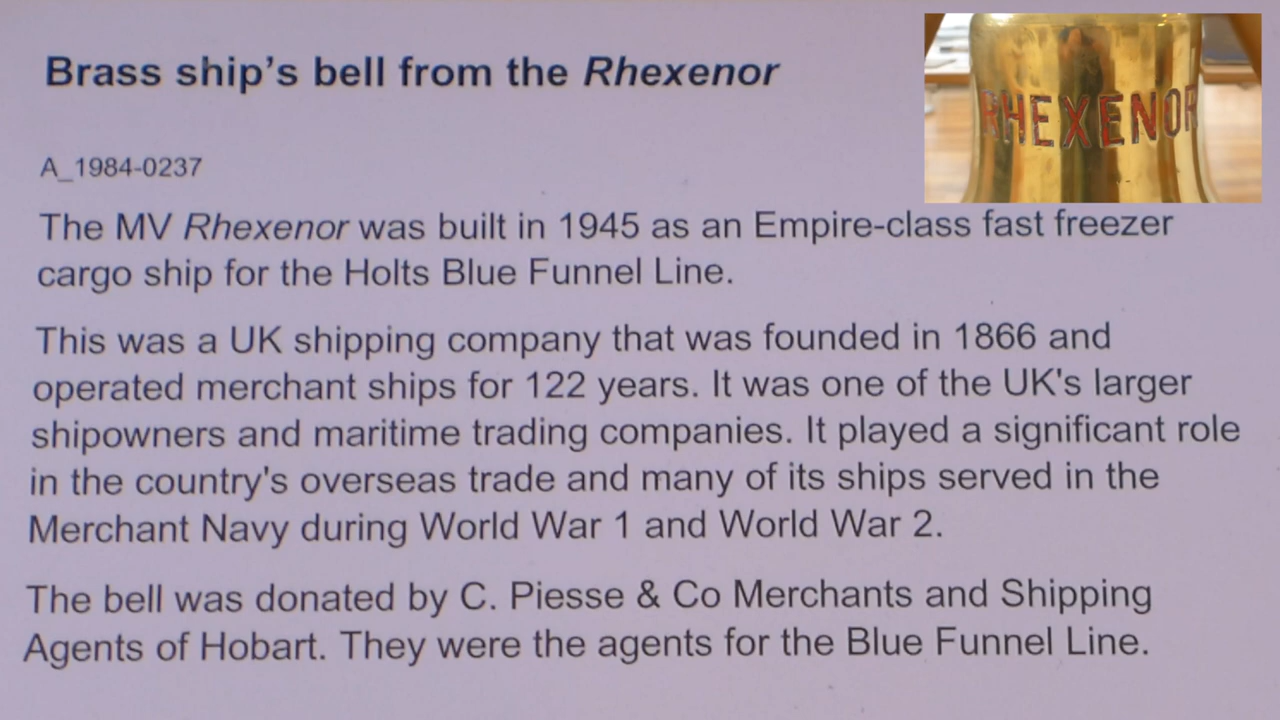 Brass ship's bell from the Rhexenor
RHEXENOR
A_1984-0237
The MV Rhexenor was built in 1945 as an Empire-class fast freezer
cargo ship for the Holts Blue Funnel Line.
This was a UK shipping company that was founded in 1866 and
operated merchant ships for 122 years. It was one of the UK's larger
shipowners and maritime trading companies. It played a significant role
in the country's overseas trade and many of its ships served in the
Merchant Navy during World War 1 and World War 2.
The bell was donated by C. Piesse & Co Merchants and Shipping
Agents of Hobart. They were the agents for the Blue Funnel Line.